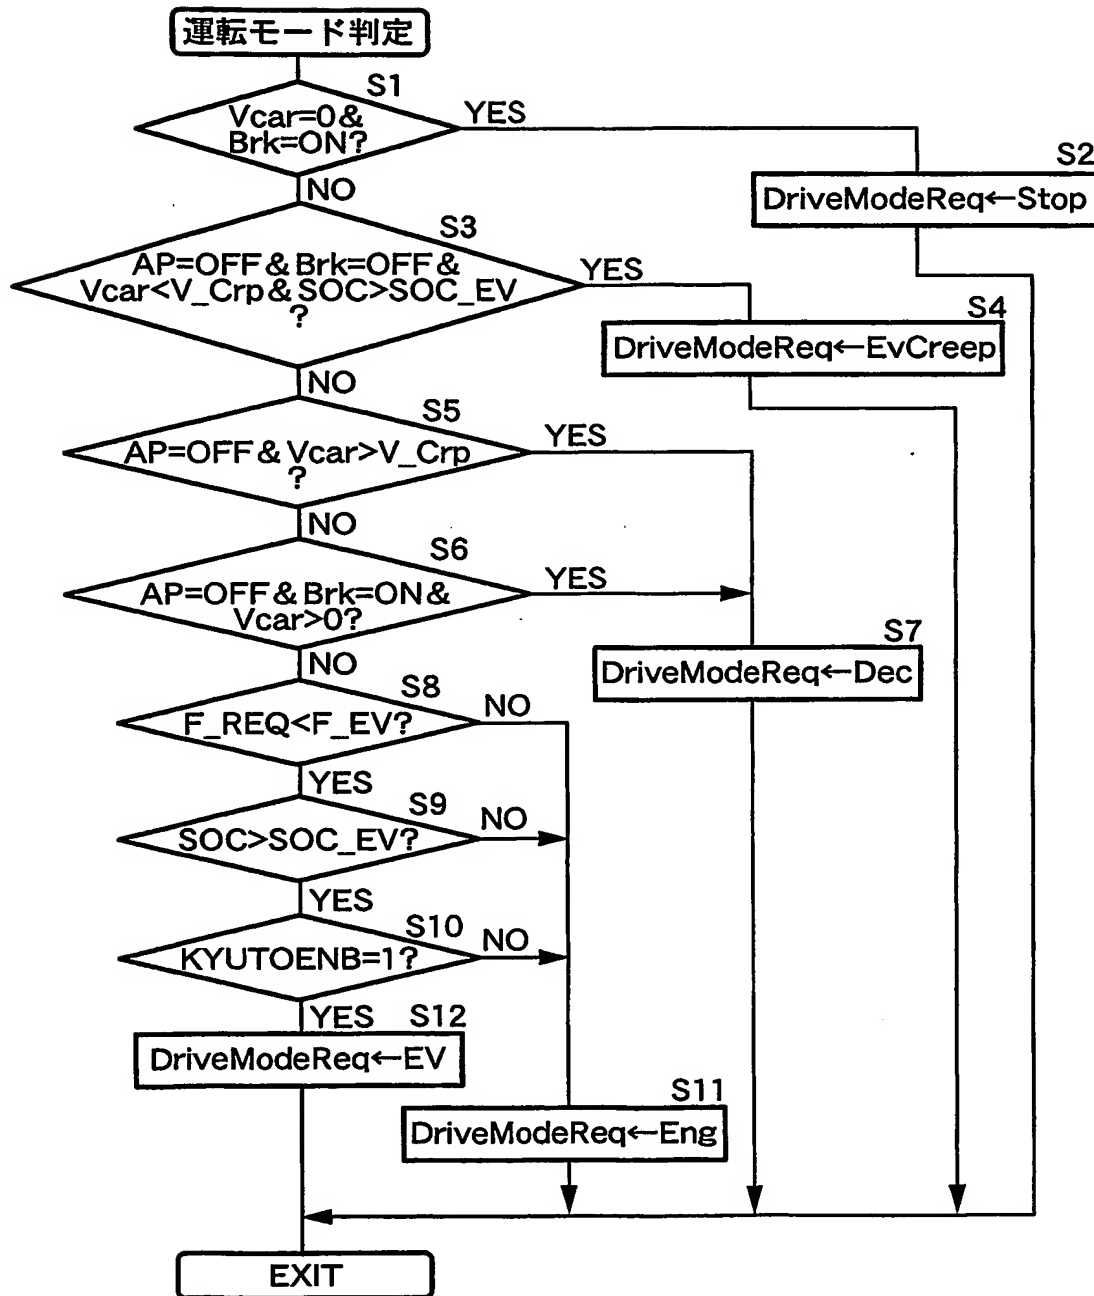 運転モード判定
S1
Vcar=0&
Brk=ON?
YES
NO
S2
DriveModeReq←Stop
S3
AP=OFF&Brk=OFF&
Vcar<V_Crp&SOC>SOC_EV
?
YES
NO
S4
DriveModeReq←EvCreep
S5
AP=OFF&Vcar>V_Crp
?
YES
NO
S6
AP=OFF&Brk=ON&
Vcar>0?
YES
NO
S7
DriveModeReq←Dec
S8
F_REQ<F_EV?
NO
YES
S9
SOC>SOC_EV?
NO
YES
S10
KYUTOENB=1?
NO
YES
S12
DriveModeReq←EV
S11
DriveModeReq←Eng
EXIT